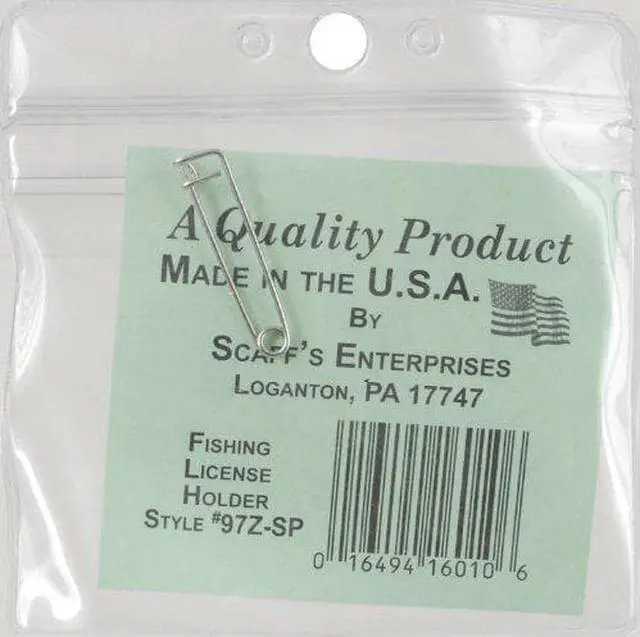 A Quality Product
MADE IN THE U.S.A.
BY
SCAFF'S ENTERPRISES
LOGANTON, PA 17747
FISHING
LICENSE
HOLDER
STYLE #97Z-SP
0 16494 16010 6